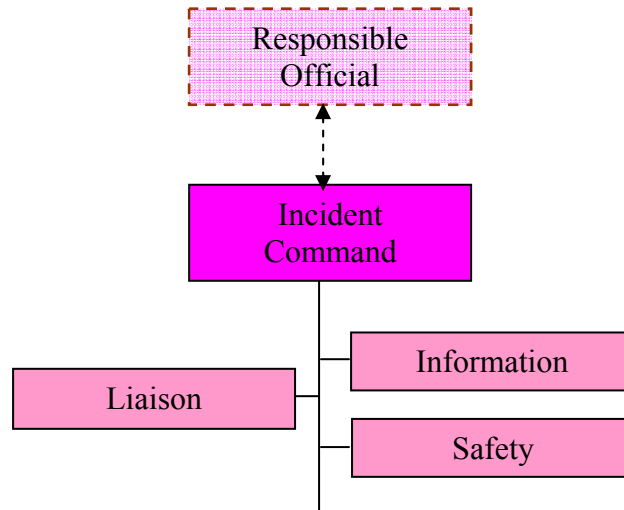 Responsible
Official
Incident
Command
Information
Liaison
Safety